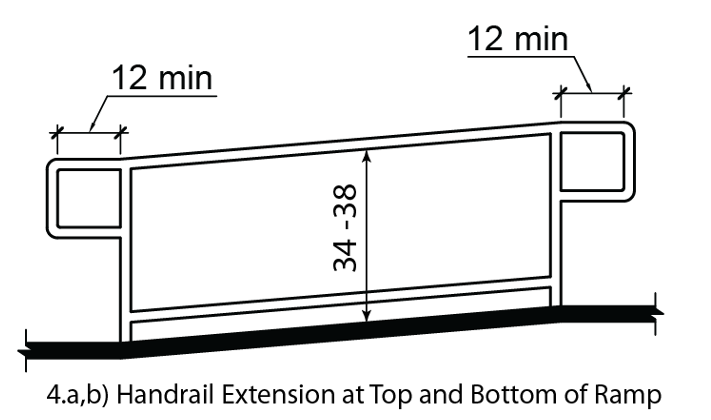 12 min
12 min
34 -38
4.a,b) Handrail Extension at Top and Bottom of Ramp